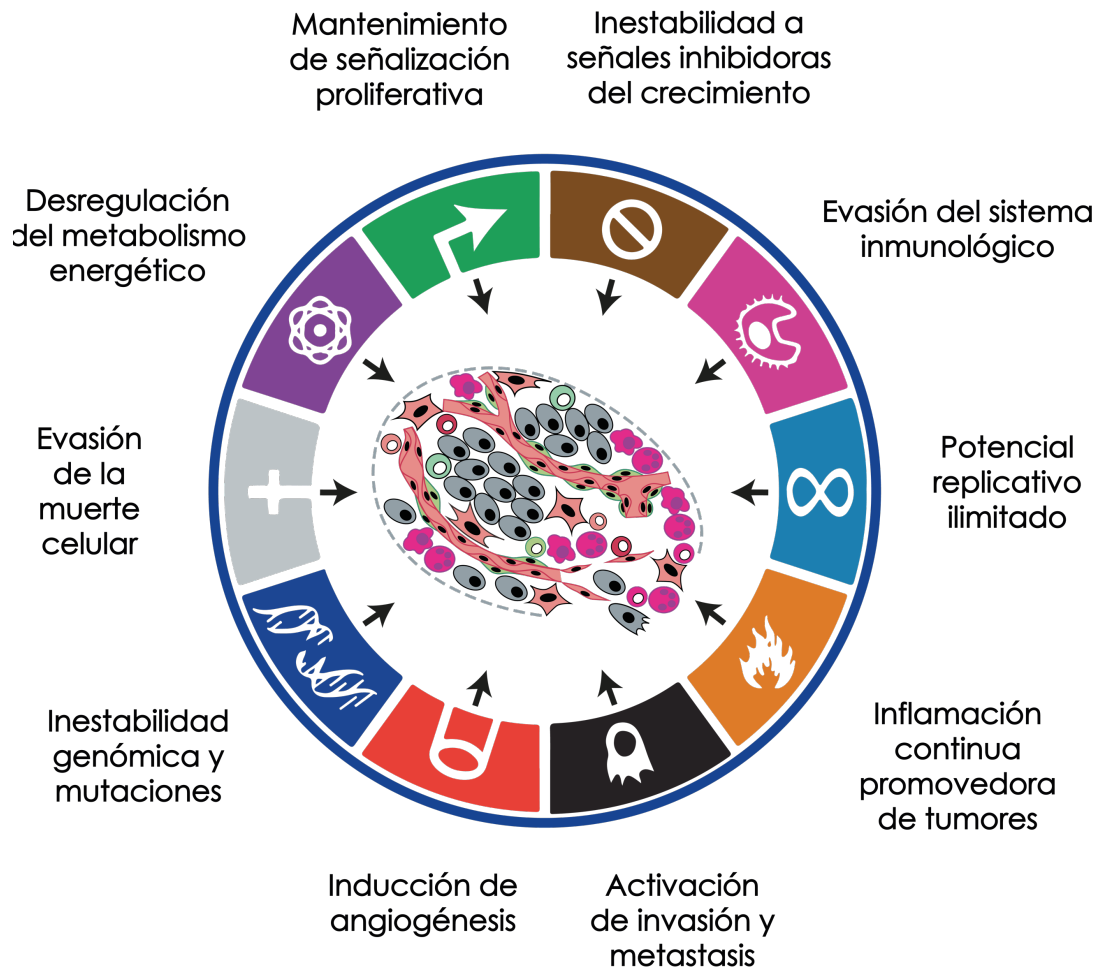 Mantenimiento
de señalización
proliferativa
Inestabilidad a
señales inhibidoras
del crecimiento
Evasión del sistema
inmunológico
Potencial
replicativo
ilimitado
Inflamación
continua
promovedora
de tumores
Activación
de invasión y
metastasis
Inducción de
angiogénesis
Inestabilidad
genómica y
mutaciones
Evasión
de la
muerte
celular
Desregulación
del metabolismo
energético